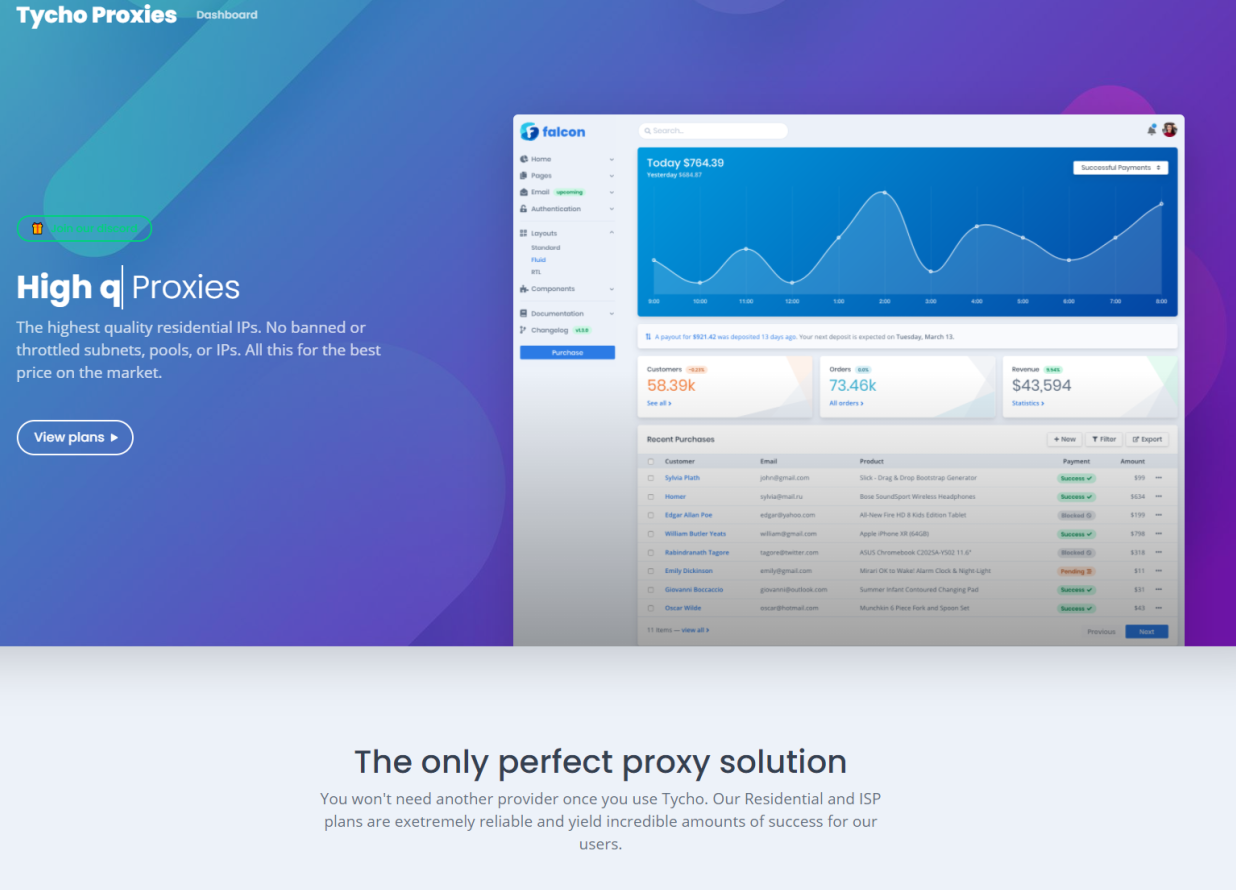 Tycho Proxies Dashboard
High q Proxies
The highest quality residential IPs. No banned or
throttled subnets, pools, or IPs. All this for the best
price on the market.
View plans
falcon
Search...
Home
Pages
Email upcoming
Authentication
Layouts
Standard
Fluid
RTL
Components
Documentation
Changelog v1.3.0
Purchase
Today $764.39
Yesterday $684.87
Successful Payments
9:00 10:00 11:00 12:00 1:00 2:00 3:00 4:00 5:00 6:00 7:00 8:00
A payout for $921.42 was deposited 13 days ago. Your next deposit is expected on Tuesday, March 13.
Customers -0.23%
58.39k
See all
Orders 0.0%
73.46k
All orders
Revenue 9.54%
$43,594
Statistics
Recent Purchases New Filter Export
Customer Email Product Payment Amount
Sylvia Plath john@gmail.com Slick - Drag & Drop Bootstrap Generator Success $99
Homer sylvia@mail.ru Bose SoundSport Wireless Headphones Success $634
Edgar Allan Poe edgar@yahoo.com All-New Fire HD 8 Kids Edition Tablet Blocked $199
William Butler Yeats william@gmail.com Apple iPhone XR (64GB) Success $798
Rabindranath Tagore tagore@twitter.com ASUS Chromebook C202SA-YS02 11.6" Blocked $318
Emily Dickinson emily@gmail.com Mirari OK to Wake! Alarm Clock & Night-Light Pending $11
Giovanni Boccaccio giovanni@outlook.com Summer Infant Contoured Changing Pad Success $31
Oscar Wilde oscar@hotmail.com Munchkin 6 Piece Fork and Spoon Set Success $43
11 Items — view all Previous Next
The only perfect proxy solution
You won't need another provider once you use Tycho. Our Residential and ISP
plans are exetremely reliable and yield incredible amounts of success for our
users.